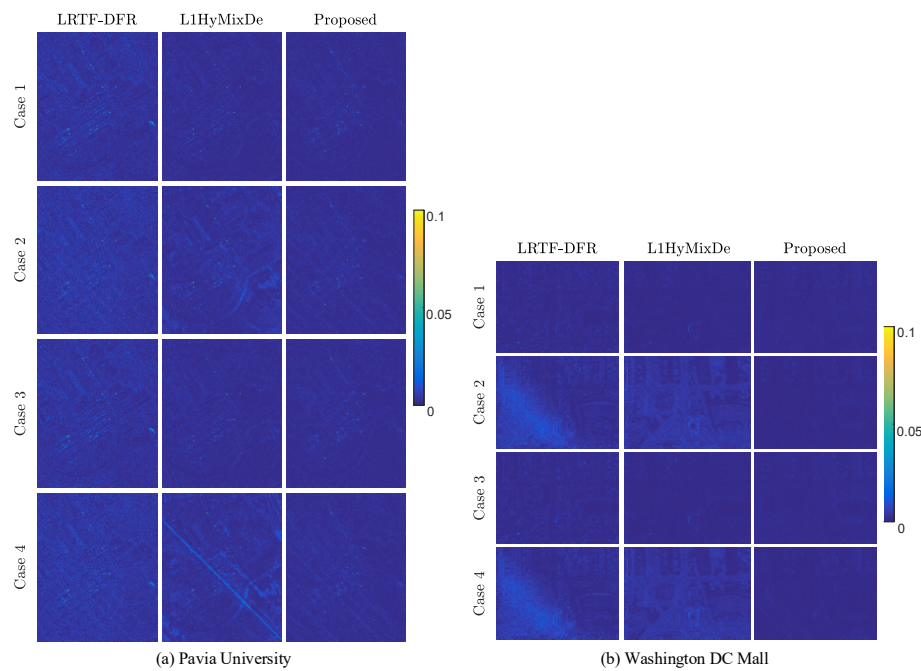 LRTF-DFR L1HyMixDe Proposed
Case 1
Case 2
Case 3
Case 4
0.1
0.05
0
(a) Pavia University
LRTF-DFR L1HyMixDe Proposed
Case 1
Case 2
Case 3
Case 4
0.1
0.05
0
(b) Washington DC Mall